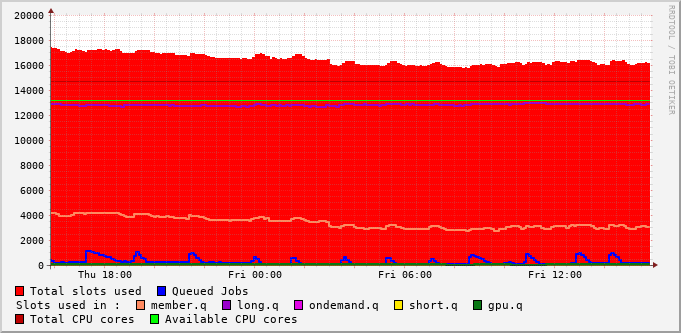 20000
18000
16000
14000
12000
10000
8000
6000
4000
2000
0
Thu 18:00 Fri 00:00 Fri 06:00 Fri 12:00
Total slots used Queued Jobs
Slots used in : member.q long.q ondemand.q short.q gpu.q
Total CPU cores Available CPU cores
RRDTOOL / TOBI OETIKER